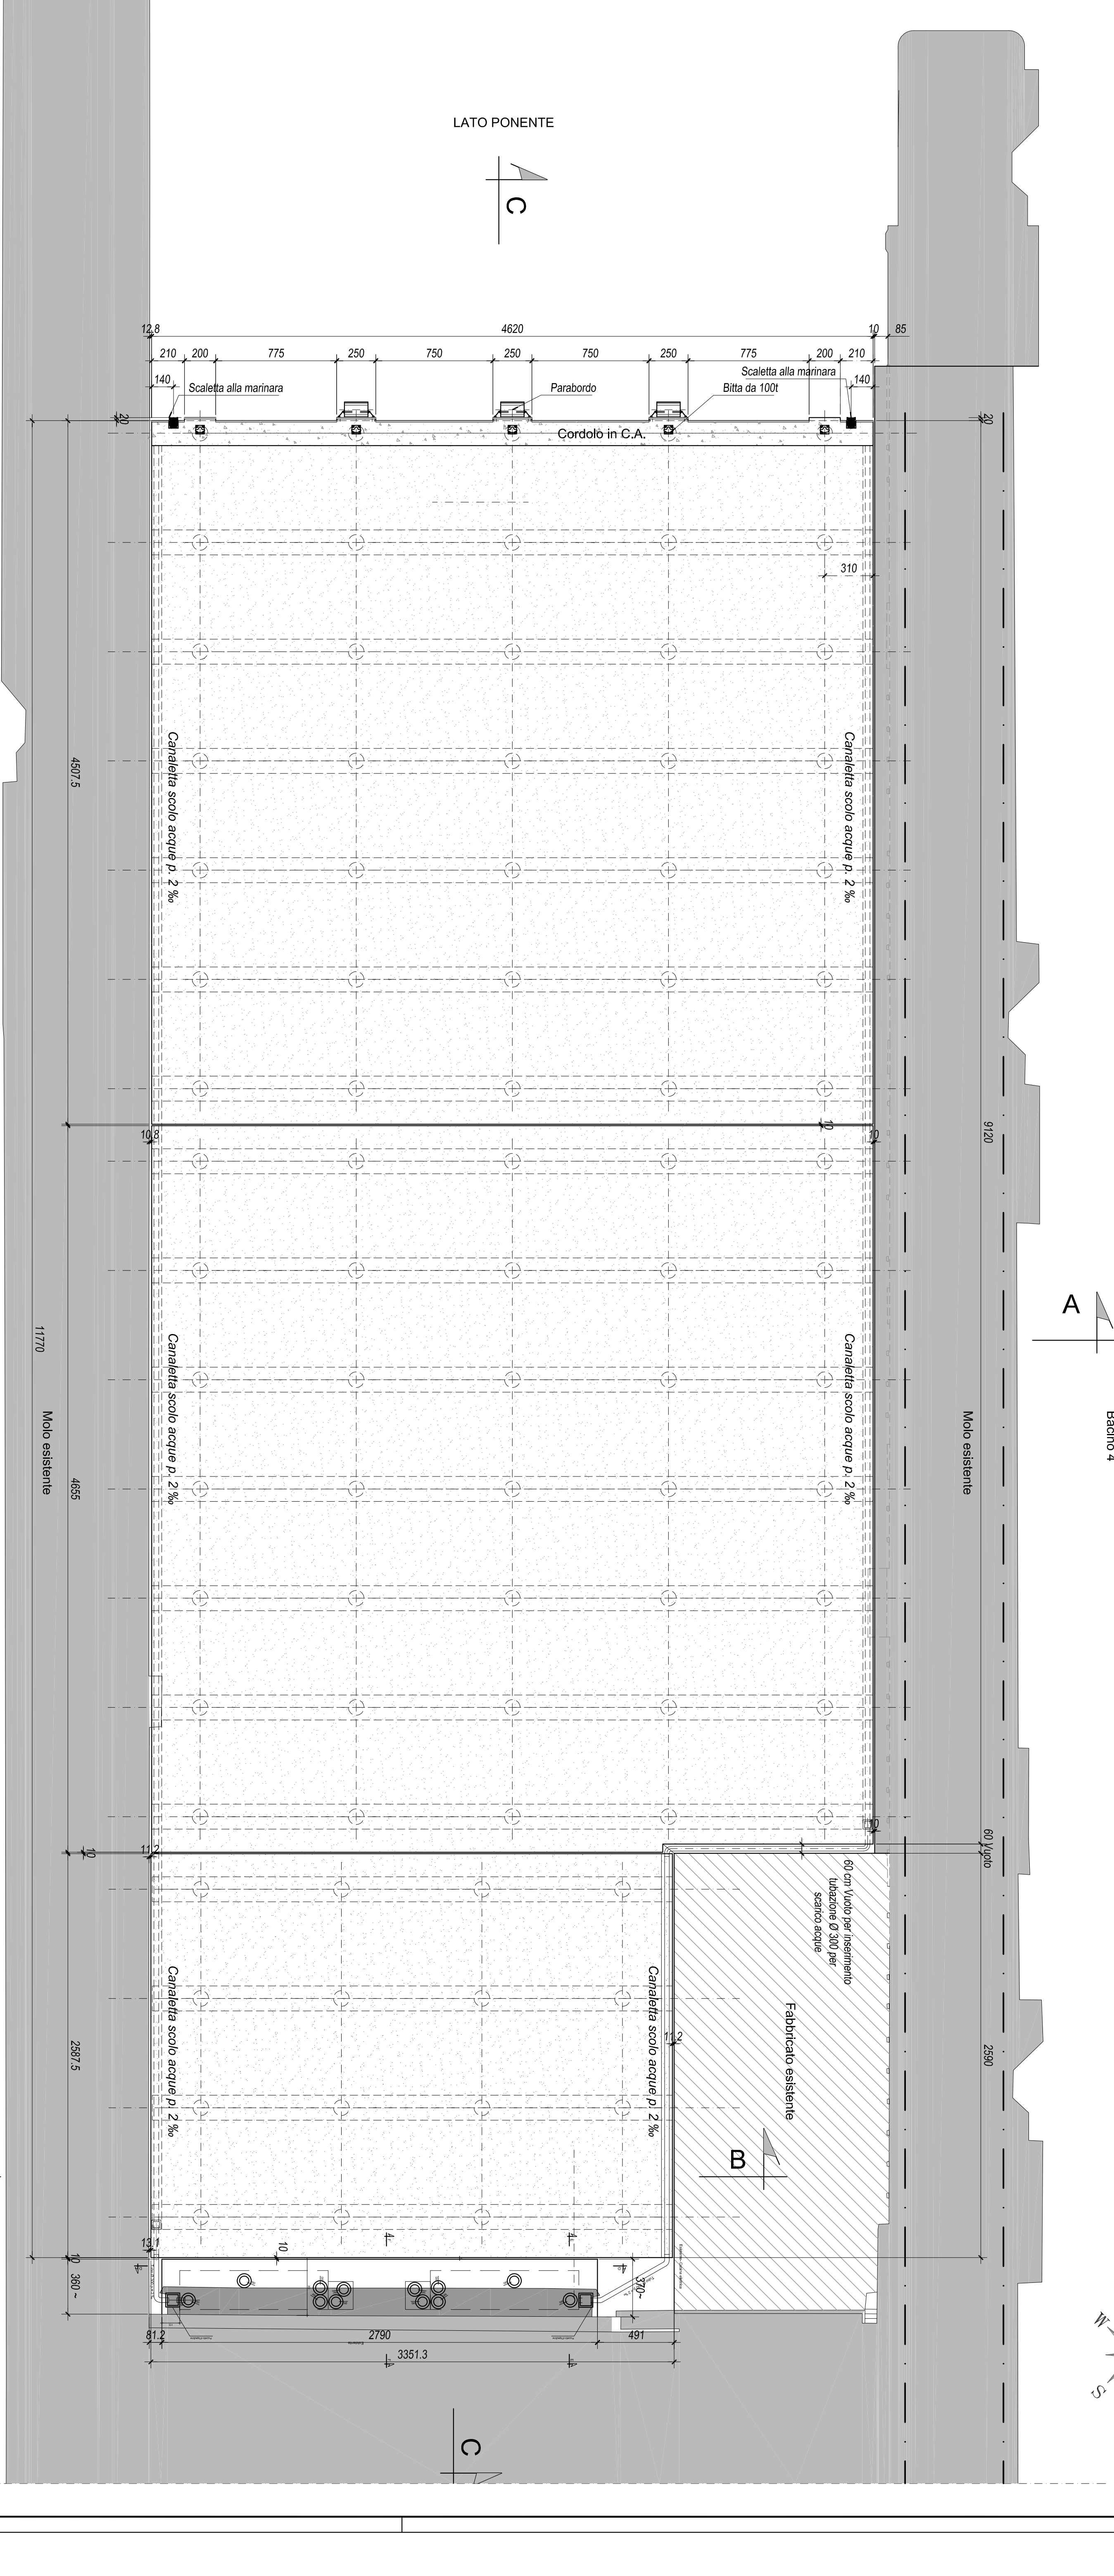 LATO PONENTE
C
12.8
4620
10
85
210
200
775
250
750
250
750
250
775
200
210
140
Scaletta alla marinara
Parabordo
Scaletta alla marinara
Bitta da 100t
140
20
20
Cordolo in C.A.
310
4507.5
Canaletta scolo acque p. 2 ‰
Canaletta scolo acque p. 2 ‰
9120
10.8
10
10
A
11770
Molo esistente
4655
Canaletta scolo acque p. 2 ‰
Canaletta scolo acque p. 2 ‰
Molo esistente
Bacino 4
10
11.2
10
60 Vuoto
60 cm Vuoto per inserimento
tubazione Ø 300 per
scarico acque
Fabbricato esistente
2587.5
Canaletta scolo acque p. 2 ‰
Canaletta scolo acque p. 2 ‰
11.2
2590
B
13.1
10
10
360 ~
370~
81.2
2790
491
3351.3
W
S
C